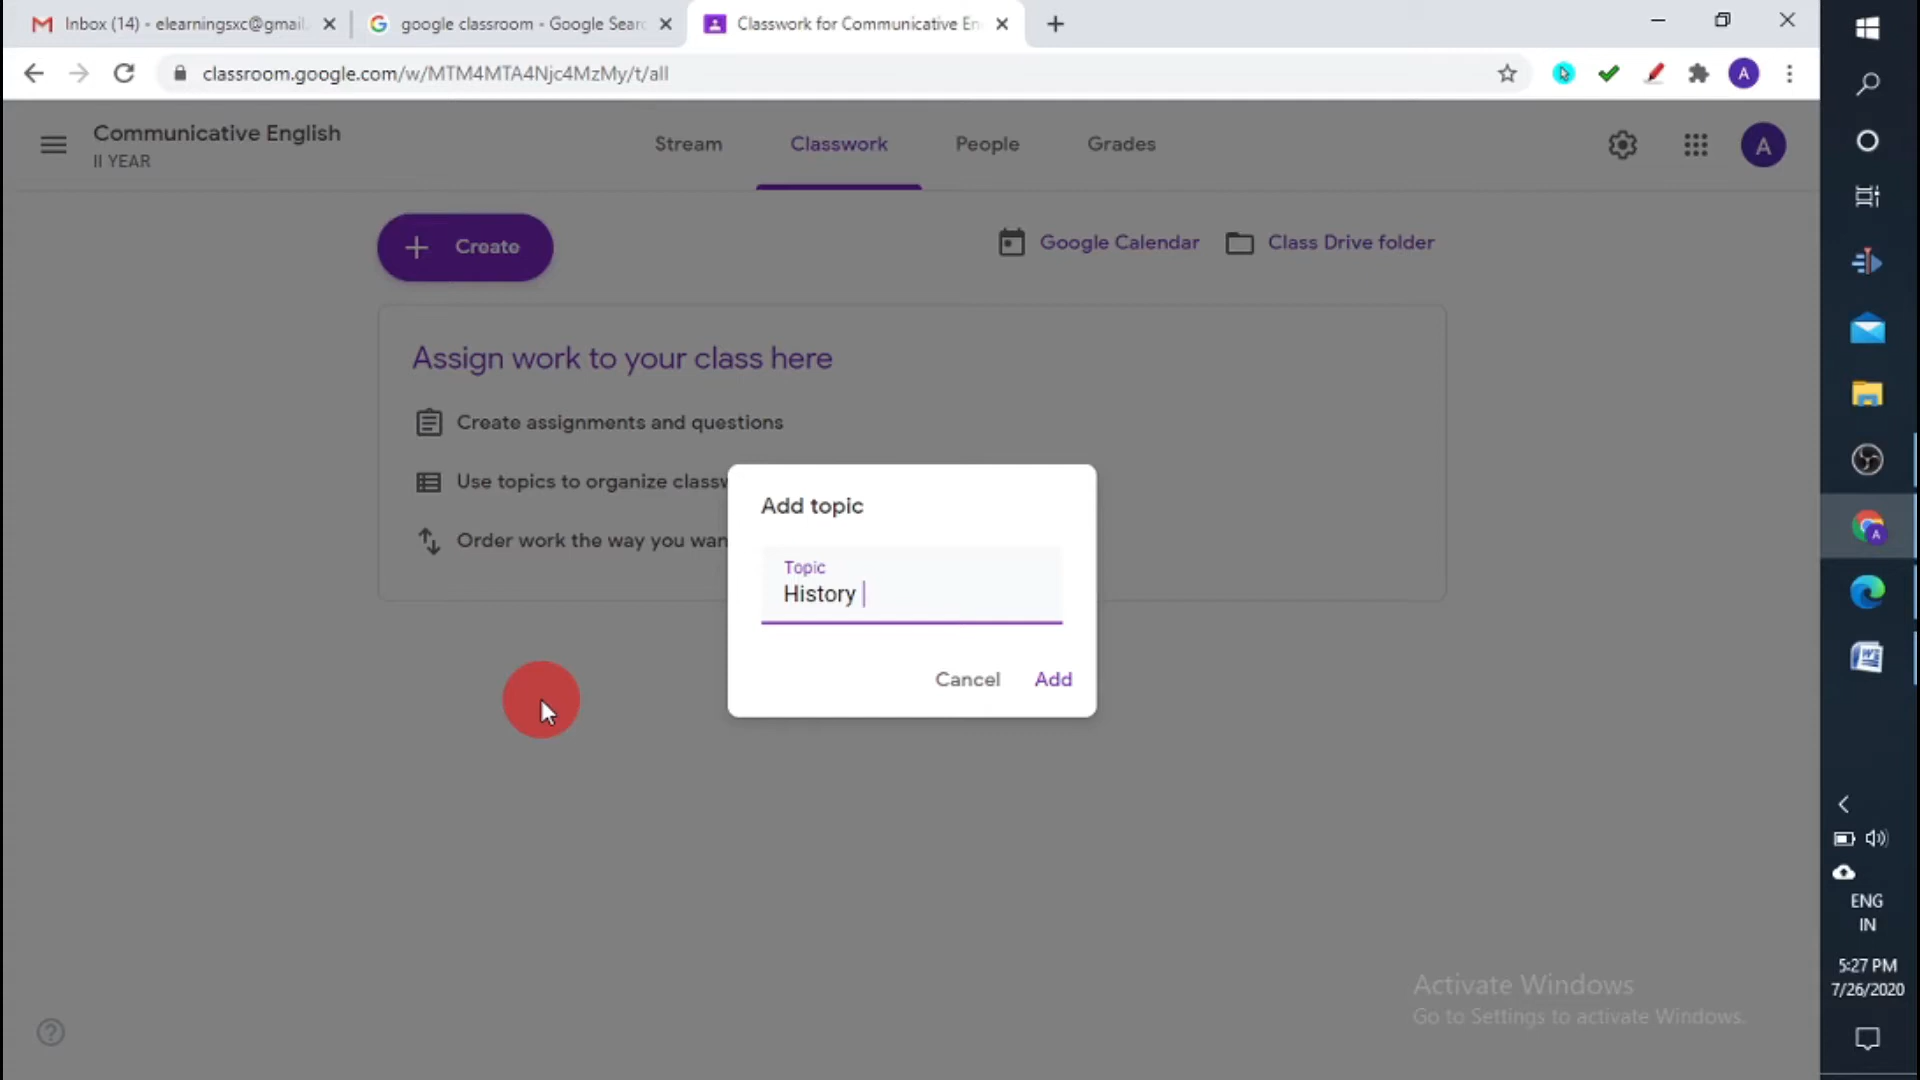 Inbox (14) - elearningsxc@gmail.
google classroom - Google Sear
Classwork for Communicative En
classroom.google.com/w/MTM4MTA4Njc4MzMy/t/all
A
Communicative English
II YEAR
Stream
Classwork
People
Grades
A
Create
Google Calendar
Class Drive folder
Assign work to your class here
Create assignments and questions
Use topics to organize classw
Order work the way you wan
Add topic
Topic
History
Cancel
Add
ENG
IN
5:27 PM
7/26/2020
Activate Windows
Go to Settings to activate Windows.